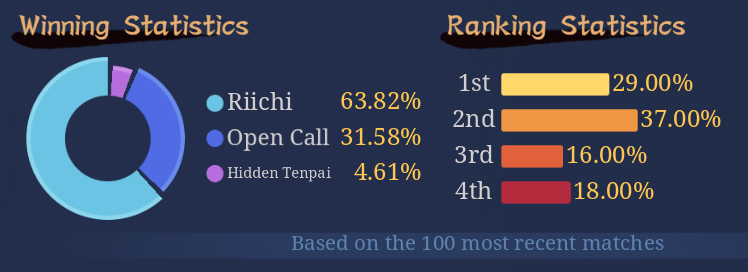 Winning Statistics
Riichi 63.82%
Open Call 31.58%
Hidden Tenpai 4.61%
Ranking Statistics
1st 29.00%
2nd 37.00%
3rd 16.00%
4th 18.00%
Based on the 100 most recent matches